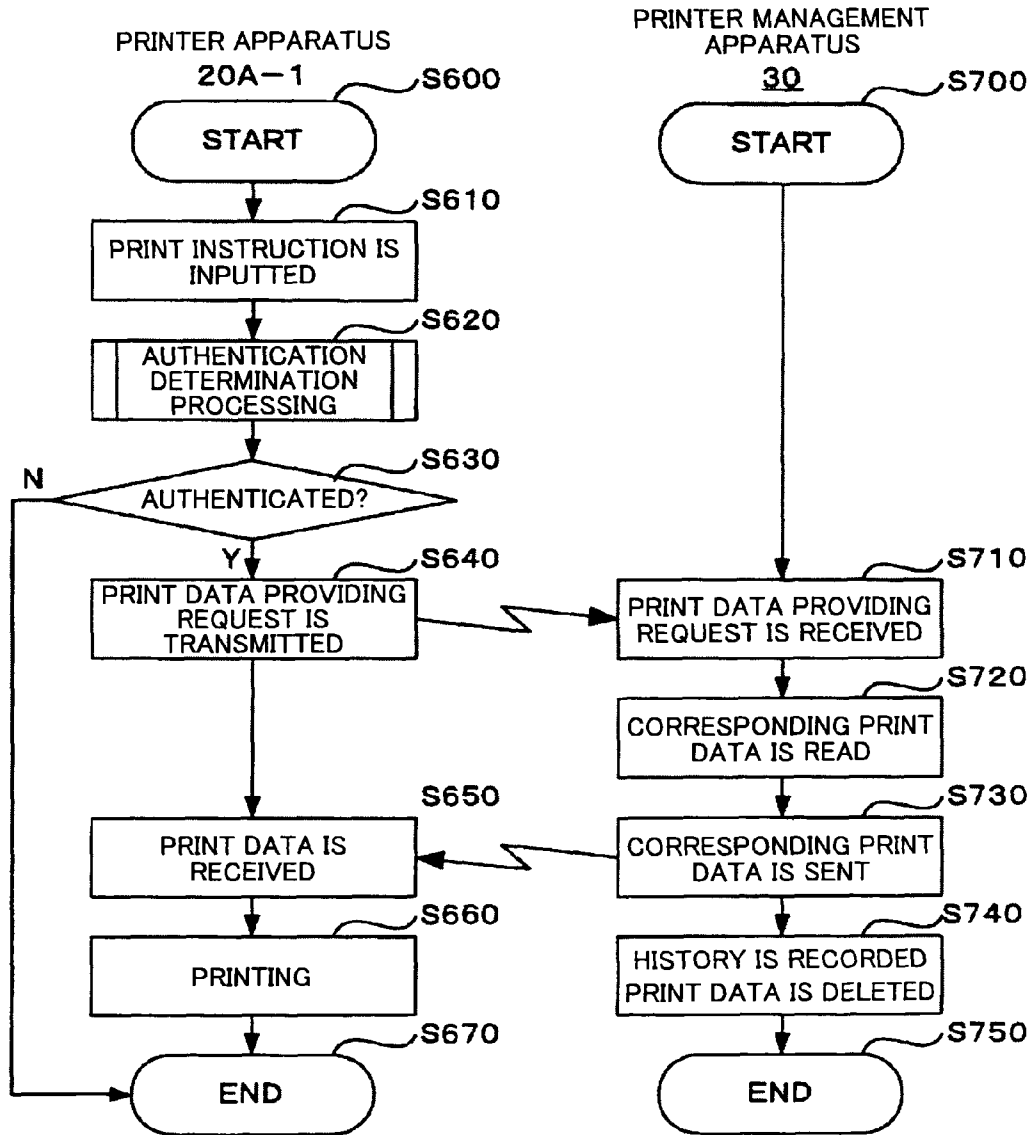 PRINTER APPARATUS
20A-1
S600
START
S610
PRINT INSTRUCTION IS
INPUTTED
S620
AUTHENTICATION
DETERMINATION
PROCESSING
S630
N
AUTHENTICATED?
Y
S640
PRINT DATA PROVIDING
REQUEST IS
TRANSMITTED
S650
PRINT DATA IS
RECEIVED
S660
PRINTING
S670
END
PRINTER MANAGEMENT
APPARATUS
30
S700
START
S710
PRINT DATA PROVIDING
REQUEST IS RECEIVED
S720
CORRESPONDING PRINT
DATA IS READ
S730
CORRESPONDING PRINT
DATA IS SENT
S740
HISTORY IS RECORDED
PRINT DATA IS DELETED
S750
END